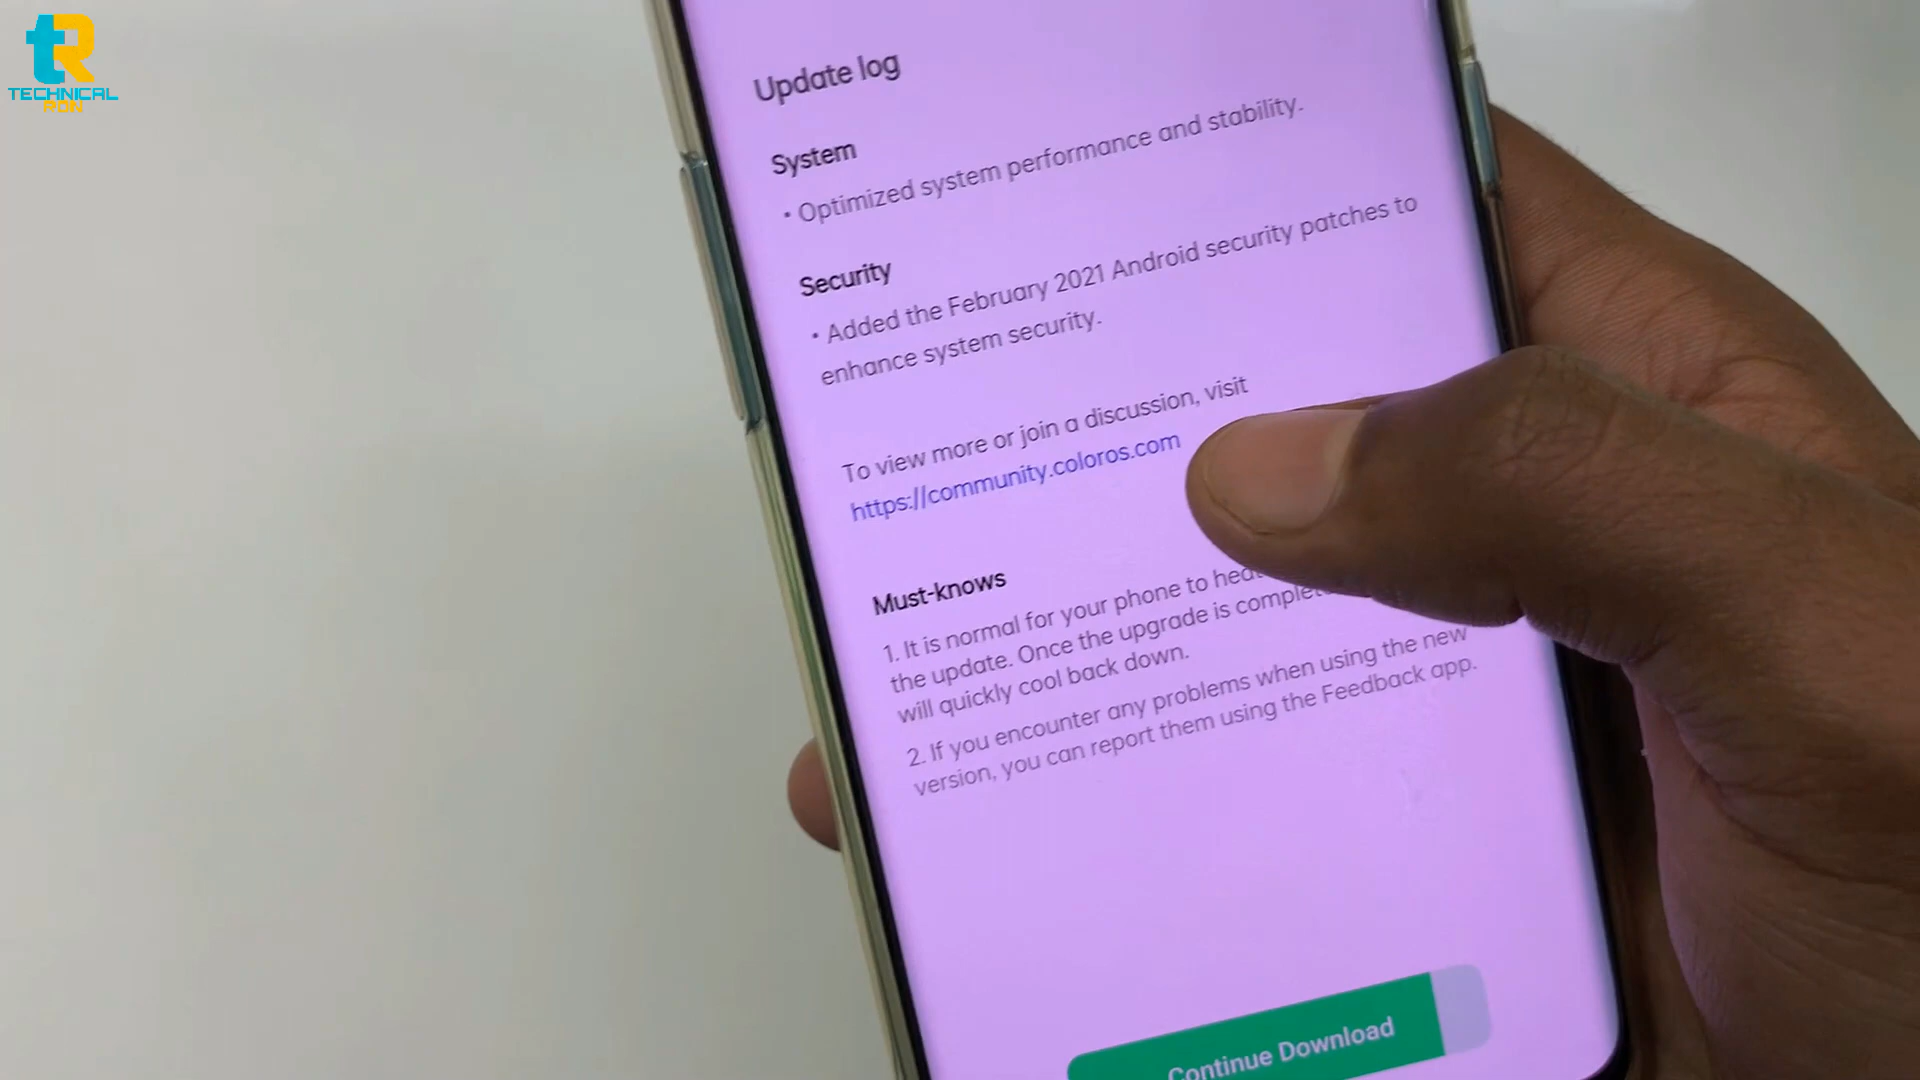 tR
TECHNICAL
RON
Update log
System
• Optimized system performance and stability.
Security
• Added the February 2021 Android security patches to
enhance system security.
To view more or join a discussion, visit
https://community.coloros.com
Must-knows
1. It is normal for your phone to
the update. Once the upgrade is
will quickly cool back down.
2. If you encounter any problems when using the new
version, you can report them using the Feedback app.
Continue Download